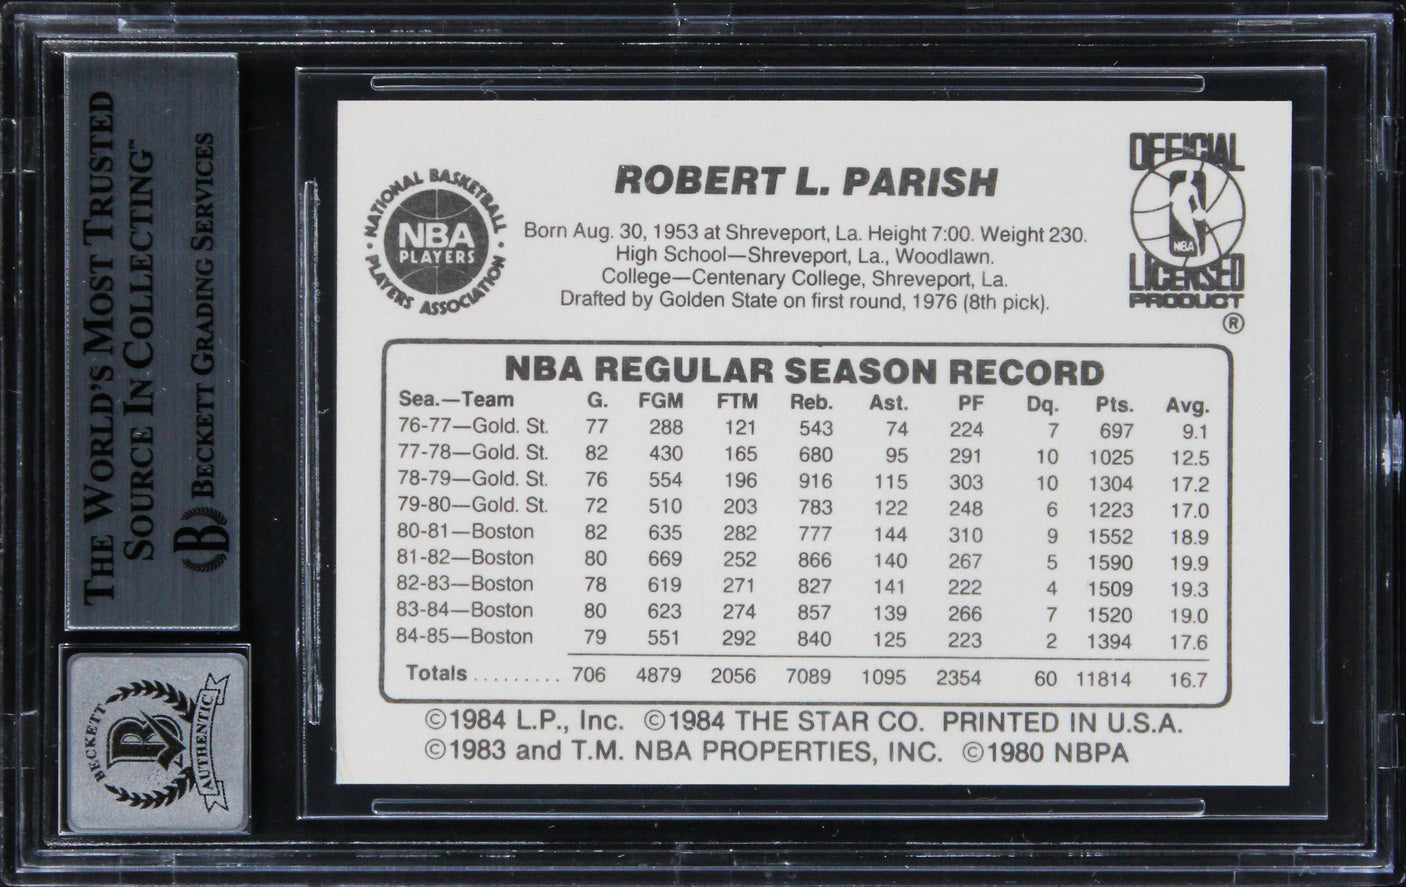 THE WORLD'S MOST TRUSTED
SOURCE IN COLLECTING™
BECKETT GRADING SERVICES
B
BECKETT
B
AUTHENTIC
NATIONAL BASKETBALL
PLAYERS ASSOCIATION
NBA
PLAYERS
ROBERT L. PARISH
Born Aug. 30, 1953 at Shreveport, La. Height 7:00. Weight 230.
High School—Shreveport, La., Woodlawn.
College—Centenary College, Shreveport, La.
Drafted by Golden State on first round, 1976 (8th pick).
OFFICIAL
NBA
LICENSED
PRODUCT
®
NBA REGULAR SEASON RECORD
Sea.—Team G. FGM FTM Reb. Ast. PF Dq. Pts. Avg.
76-77—Gold. St. 77 288 121 543 74 224 7 697 9.1
77-78—Gold. St. 82 430 165 680 95 291 10 1025 12.5
78-79—Gold. St. 76 554 196 916 115 303 10 1304 17.2
79-80—Gold. St. 72 510 203 783 122 248 6 1223 17.0
80-81—Boston 82 635 282 777 144 310 9 1552 18.9
81-82—Boston 80 669 252 866 140 267 5 1590 19.9
82-83—Boston 78 619 271 827 141 222 4 1509 19.3
83-84—Boston 80 623 274 857 139 266 7 1520 19.0
84-85—Boston 79 551 292 840 125 223 2 1394 17.6
Totals ......... 706 4879 2056 7089 1095 2354 60 11814 16.7
©1984 L.P., Inc. ©1984 THE STAR CO. PRINTED IN U.S.A.
©1983 and T.M. NBA PROPERTIES, INC. ©1980 NBPA